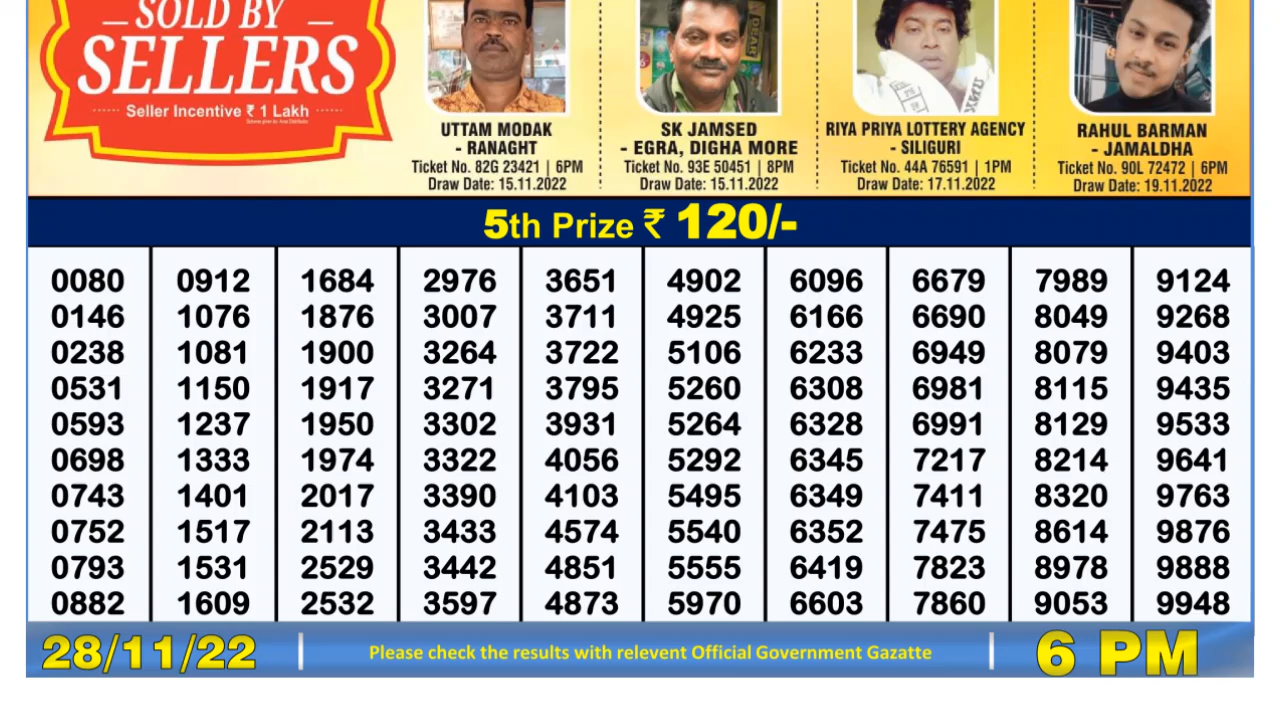 SOLD BY
SELLERS
Seller Incentive ₹ 1 Lakh
UTTAM MODAK
- RANAGHT
Ticket No. 82G 23421 | 6PM
Draw Date: 15.11.2022
SK JAMSED
- EGRA, DIGHA MORE
Ticket No. 93E 50451 | 8PM
Draw Date: 15.11.2022
RIYA PRIYA LOTTERY AGENCY
- SILIGURI
Ticket No. 44A 76591 | 1PM
Draw Date: 17.11.2022
RAHUL BARMAN
- JAMALDHA
Ticket No. 90L 72472 | 6PM
Draw Date: 19.11.2022
5th Prize ₹ 120/-
0080 0912 1684 2976 3651 4902 6096 6679 7989 9124
0146 1076 1876 3007 3711 4925 6166 6690 8049 9268
0238 1081 1900 3264 3722 5106 6233 6949 8079 9403
0531 1150 1917 3271 3795 5260 6308 6981 8115 9435
0593 1237 1950 3302 3931 5264 6328 6991 8129 9533
0698 1333 1974 3322 4056 5292 6345 7217 8214 9641
0743 1401 2017 3390 4103 5495 6349 7411 8320 9763
0752 1517 2113 3433 4574 5540 6352 7475 8614 9876
0793 1531 2529 3442 4851 5555 6419 7823 8978 9888
0882 1609 2532 3597 4873 5970 6603 7860 9053 9948
28/11/22 | Please check the results with relevent Official Government Gazatte | 6 PM